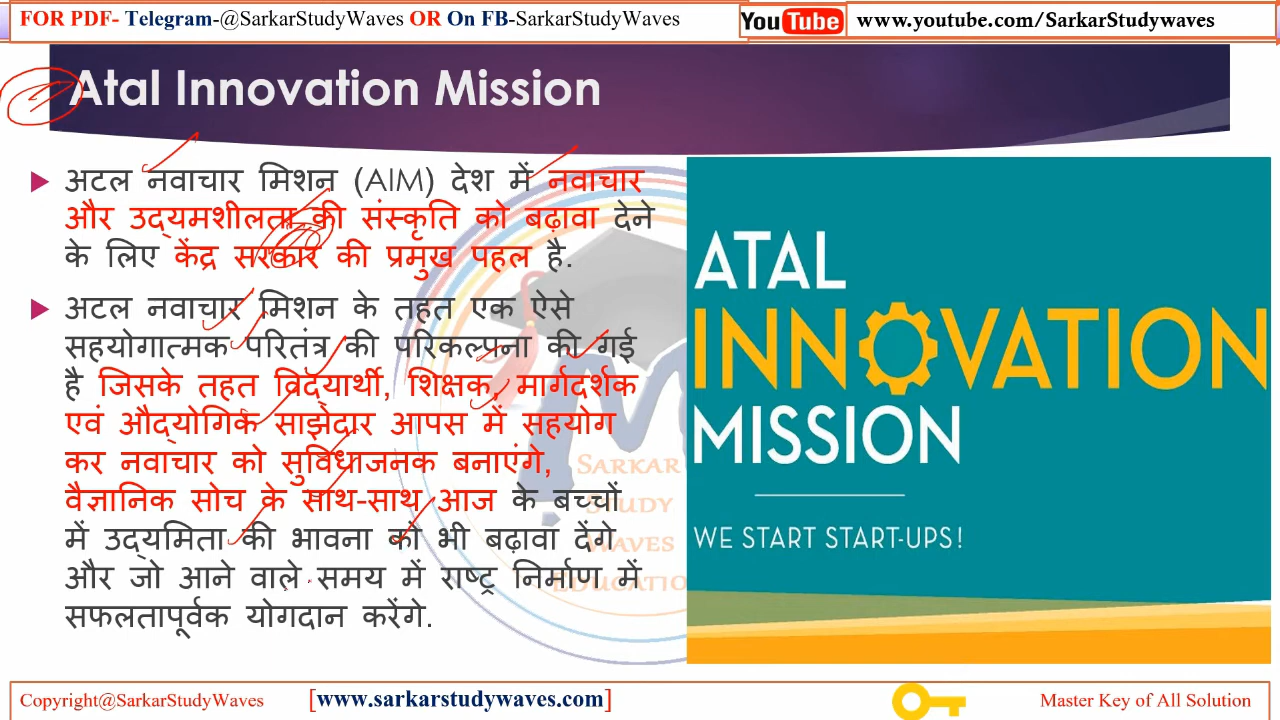 FOR PDF- Telegram-@SarkarStudyWaves OR On FB-SarkarStudyWaves
YouTube www.youtube.com/SarkarStudywaves
Atal Innovation Mission
अटल नवाचार मिशन (AIM) देश में नवाचार
और उद्यमशीलता की संस्कृति को बढ़ावा देने
के लिए केंद्र सरकार की प्रमुख पहल है.
अटल नवाचार मिशन के तहत एक ऐसे
सहयोगात्मक परितंत्र की परिकल्पना की गई
है जिसके तहत विद्यार्थी, शिक्षक, मार्गदर्शक
एवं औद्योगिक साझेदार आपस में सहयोग
कर नवाचार को सुविधाजनक बनाएंगे,
वैज्ञानिक सोच के साथ-साथ आज के बच्चों
में उद्यमिता की भावना को भी बढ़ावा देंगे
और जो आने वाले समय में राष्ट्र निर्माण में
सफलतापूर्वक योगदान करेंगे.
SARKAR
STUDY
WAVES
EDUCATIO
ATAL
INNOVATION
MISSION
WE START START-UPS!
Copyright@SarkarStudyWaves
[www.sarkarstudywaves.com]
Master Key of All Solution